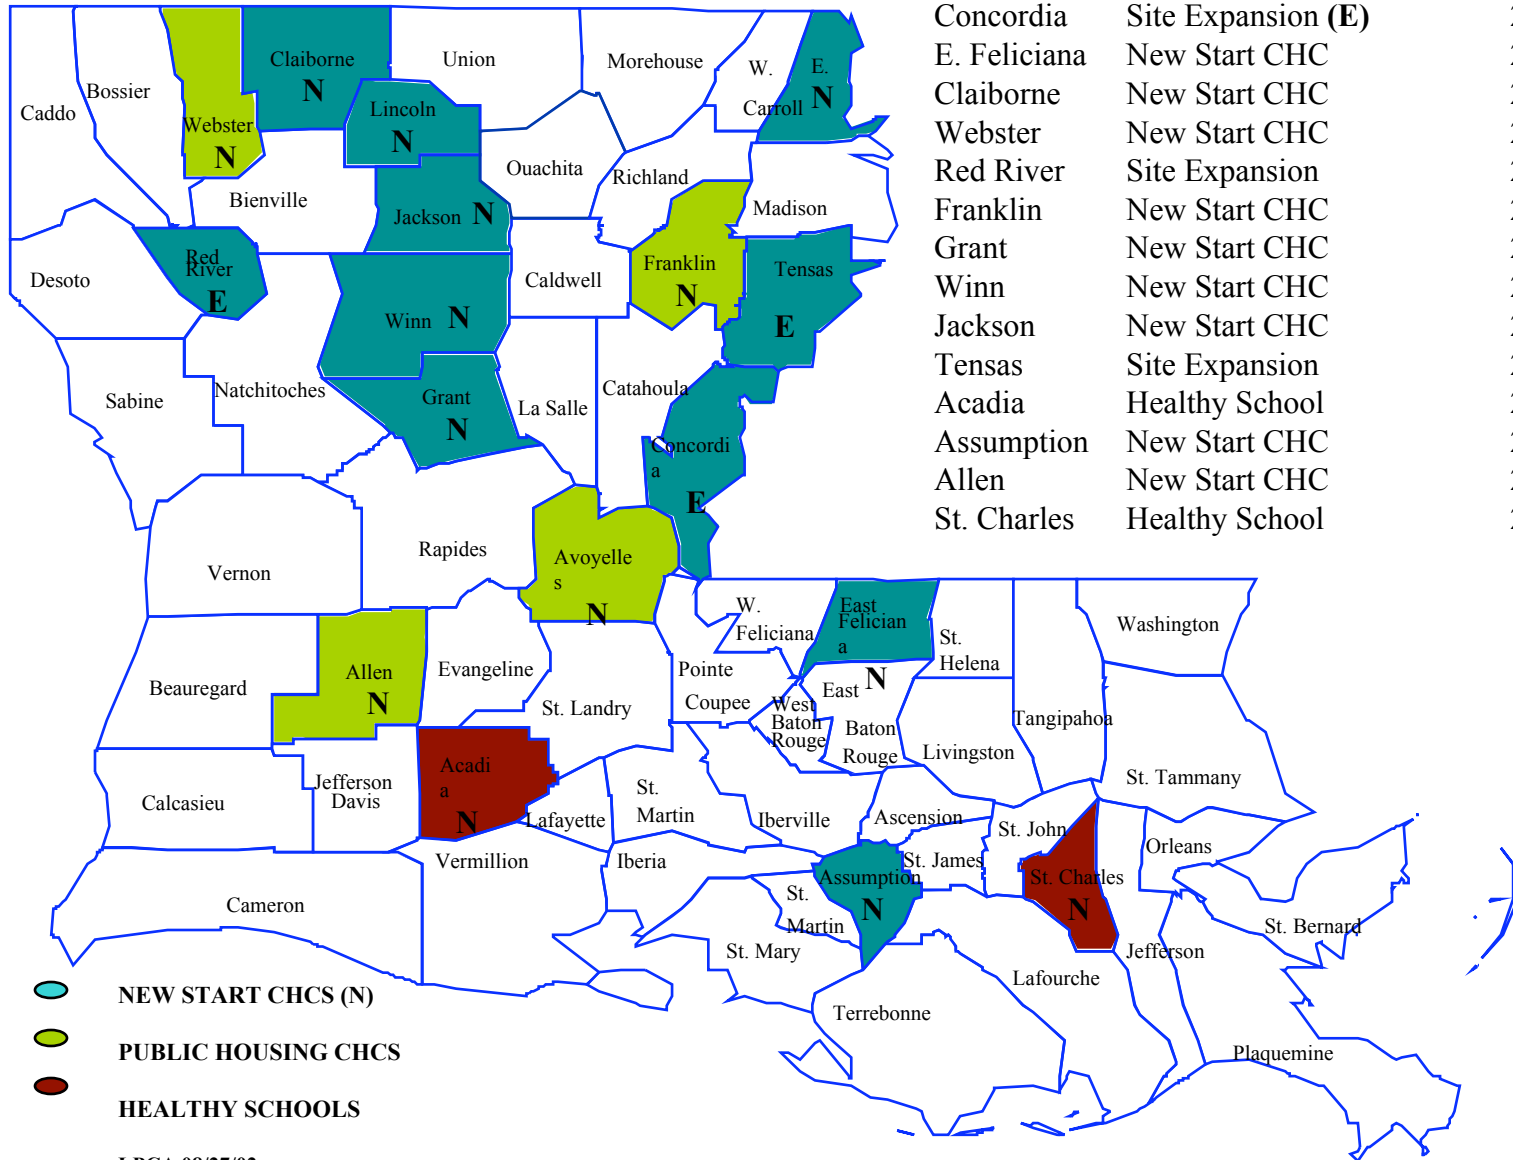 Concordia Site Expansion (E)
E. Feliciana New Start CHC
Claiborne New Start CHC
Webster New Start CHC
Red River Site Expansion
Franklin New Start CHC
Grant New Start CHC
Winn New Start CHC
Jackson New Start CHC
Tensas Site Expansion
Acadia Healthy School
Assumption New Start CHC
Allen New Start CHC
St. Charles Healthy School
Caddo
Bossier
Webster
N
Claiborne
N
Union
Morehouse
W.
Carroll
E.
N
Lincoln
N
Ouachita
Richland
Madison
Bienville
Jackson N
Desoto
Red
River
E
Winn N
Caldwell
Franklin
N
Tensas
E
Sabine
Natchitoches
Grant
N
La Salle
Catahoula
Concordi
a
E
Vernon
Rapides
Avoyelle
s
N
Beauregard
Allen
N
Evangeline
St. Landry
Pointe
Coupee
W.
Feliciana
East
Felician
a
N
St.
Helena
Washington
West
Baton
Rouge
East
Baton
Rouge
Livingston
Tangipahoa
St. Tammany
Calcasieu
Jefferson
Davis
Acadi
a
N
Lafayette
St.
Martin
Iberville
Ascension
St. John
Orleans
Cameron
Vermillion
Iberia
St.
Martin
Assumption
N
St. James
St. Charles
N
St. Mary
Jefferson
St. Bernard
Terrebonne
Lafourche
Plaquemine
NEW START CHCS (N)
PUBLIC HOUSING CHCS
HEALTHY SCHOOLS